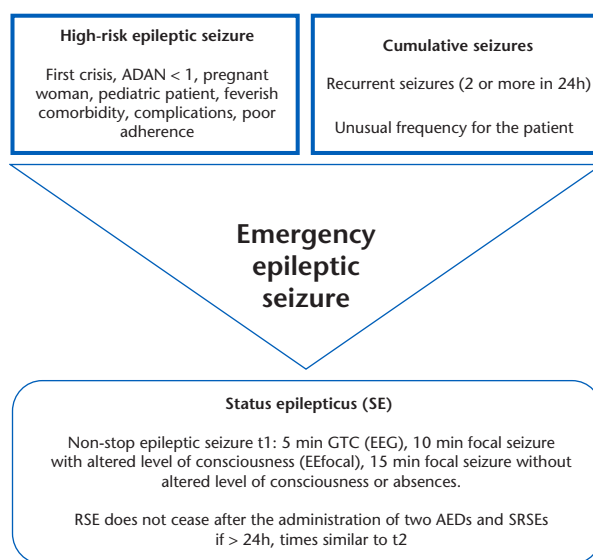 High-risk epileptic seizure
First crisis, ADAN < 1, pregnant
woman, pediatric patient, feverish
comorbidity, complications, poor
adherence
Cumulative seizures
Recurrent seizures (2 or more in 24h)
Unusual frequency for the patient
Emergency
epileptic
seizure
Status epilepticus (SE)
Non-stop epileptic seizure t1: 5 min GTC (EEG), 10 min focal seizure
with altered level of consciousness (EEfocal), 15 min focal seizure without
altered level of consciousness or absences.
RSE does not cease after the administration of two AEDs and SRSEs
if > 24h, times similar to t2